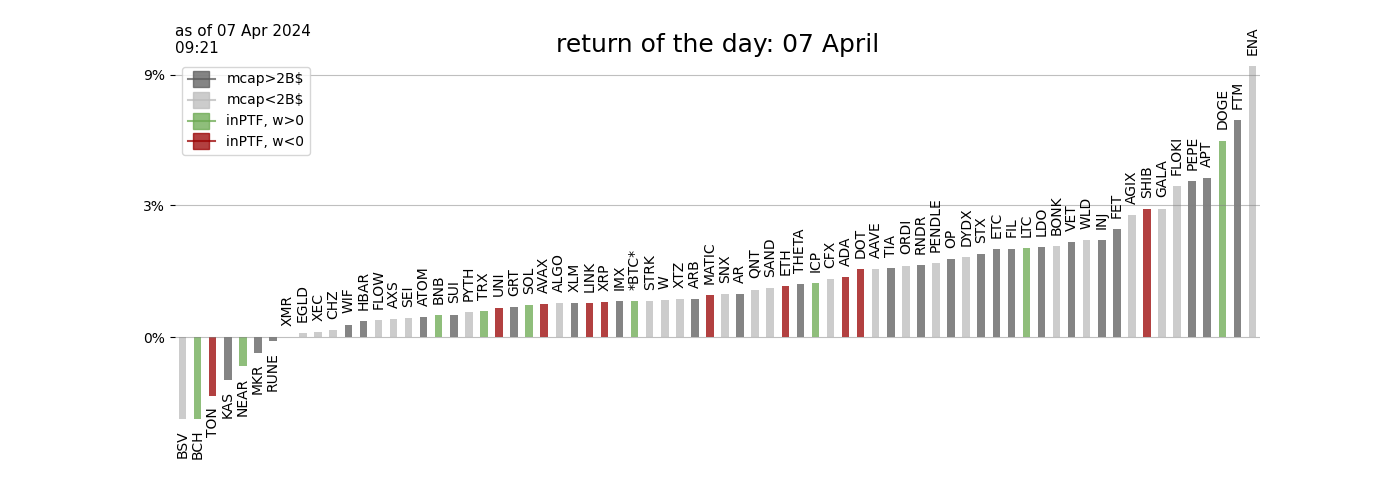 as of 07 Apr 2024
09:21
return of the day: 07 April
mcap>2B$
mcap<2B$
inPTF, w>0
inPTF, w<0
9%
3%
0%
BSV
BCH
TON
KAS
NEAR
MKR
RUNE
XMR
EGLD
XEC
CHZ
WIF
HBAR
FLOW
AXS
SEI
ATOM
BNB
SUI
PYTH
TRX
UNI
GRT
SOL
AVAX
ALGO
XLM
LINK
XRP
IMX
*BTC*
STRK
W
XTZ
ARB
MATIC
SNX
AR
QNT
SAND
ETH
THETA
ICP
CFX
ADA
DOT
AAVE
TIA
ORDI
RNDR
PENDLE
OP
DYDX
STX
ETC
FIL
LTC
LDO
BONK
VET
WLD
INJ
FET
AGIX
SHIB
GALA
FLOKI
PEPE
APT
DOGE
FTM
ENA